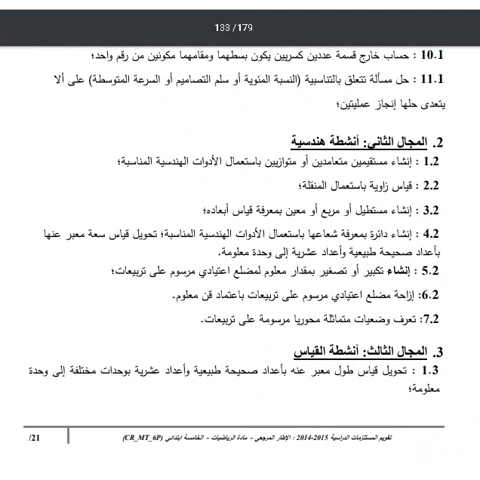 133 /179
10.1 : حساب خارج قسمة عددين كسريين يكون بسطهما ومقامهما مكونين من رقم واحد؛
11.1 : حل مسألة تتعلق بالتناسبية (النسبة المئوية أو سلم التصاميم أو السرعة المتوسطة) على ألا
يتعدى حلها إنجاز عمليتين؛
2. المجال الثاني: أنشطة هندسية
1.2 : إنشاء مستقيمين متعامدين أو متوازيين باستعمال الأدوات الهندسية المناسبة؛
2.2 : قياس زاوية باستعمال المنقلة؛
3.2 : إنشاء مستطيل أو مربع أو معين بمعرفة قياس أبعاده؛
4.2 : إنشاء دائرة بمعرفة شعاعها باستعمال الأدوات الهندسية المناسبة؛ تحويل قياس سعة معبر عنها
بأعداد صحيحة طبيعية وأعداد عشرية إلى وحدة معلومة.
5.2 : إنشاء تكبير أو تصغير بمقدار معلوم لمضلع اعتيادي مرسوم على تربيعات؛
6.2: إزاحة مضلع اعتيادي مرسوم على تربيعات باعتماد قن معلوم.
7.2: تعرف وضعيات متماثلة محوريا مرسومة على تربيعات.
3. المجال الثالث: أنشطة القياس
1.3 : تحويل قياس طول معبر عنه بأعداد صحيحة طبيعية وأعداد عشرية بوحدات مختلفة إلى وحدة
معلومة؛
تقويم المستلزمات الدراسية 2015-2014 : الإطار المرجعي - مادة الرياضيات - الخامسة ابتدائي (CR_MT_6P)
21/